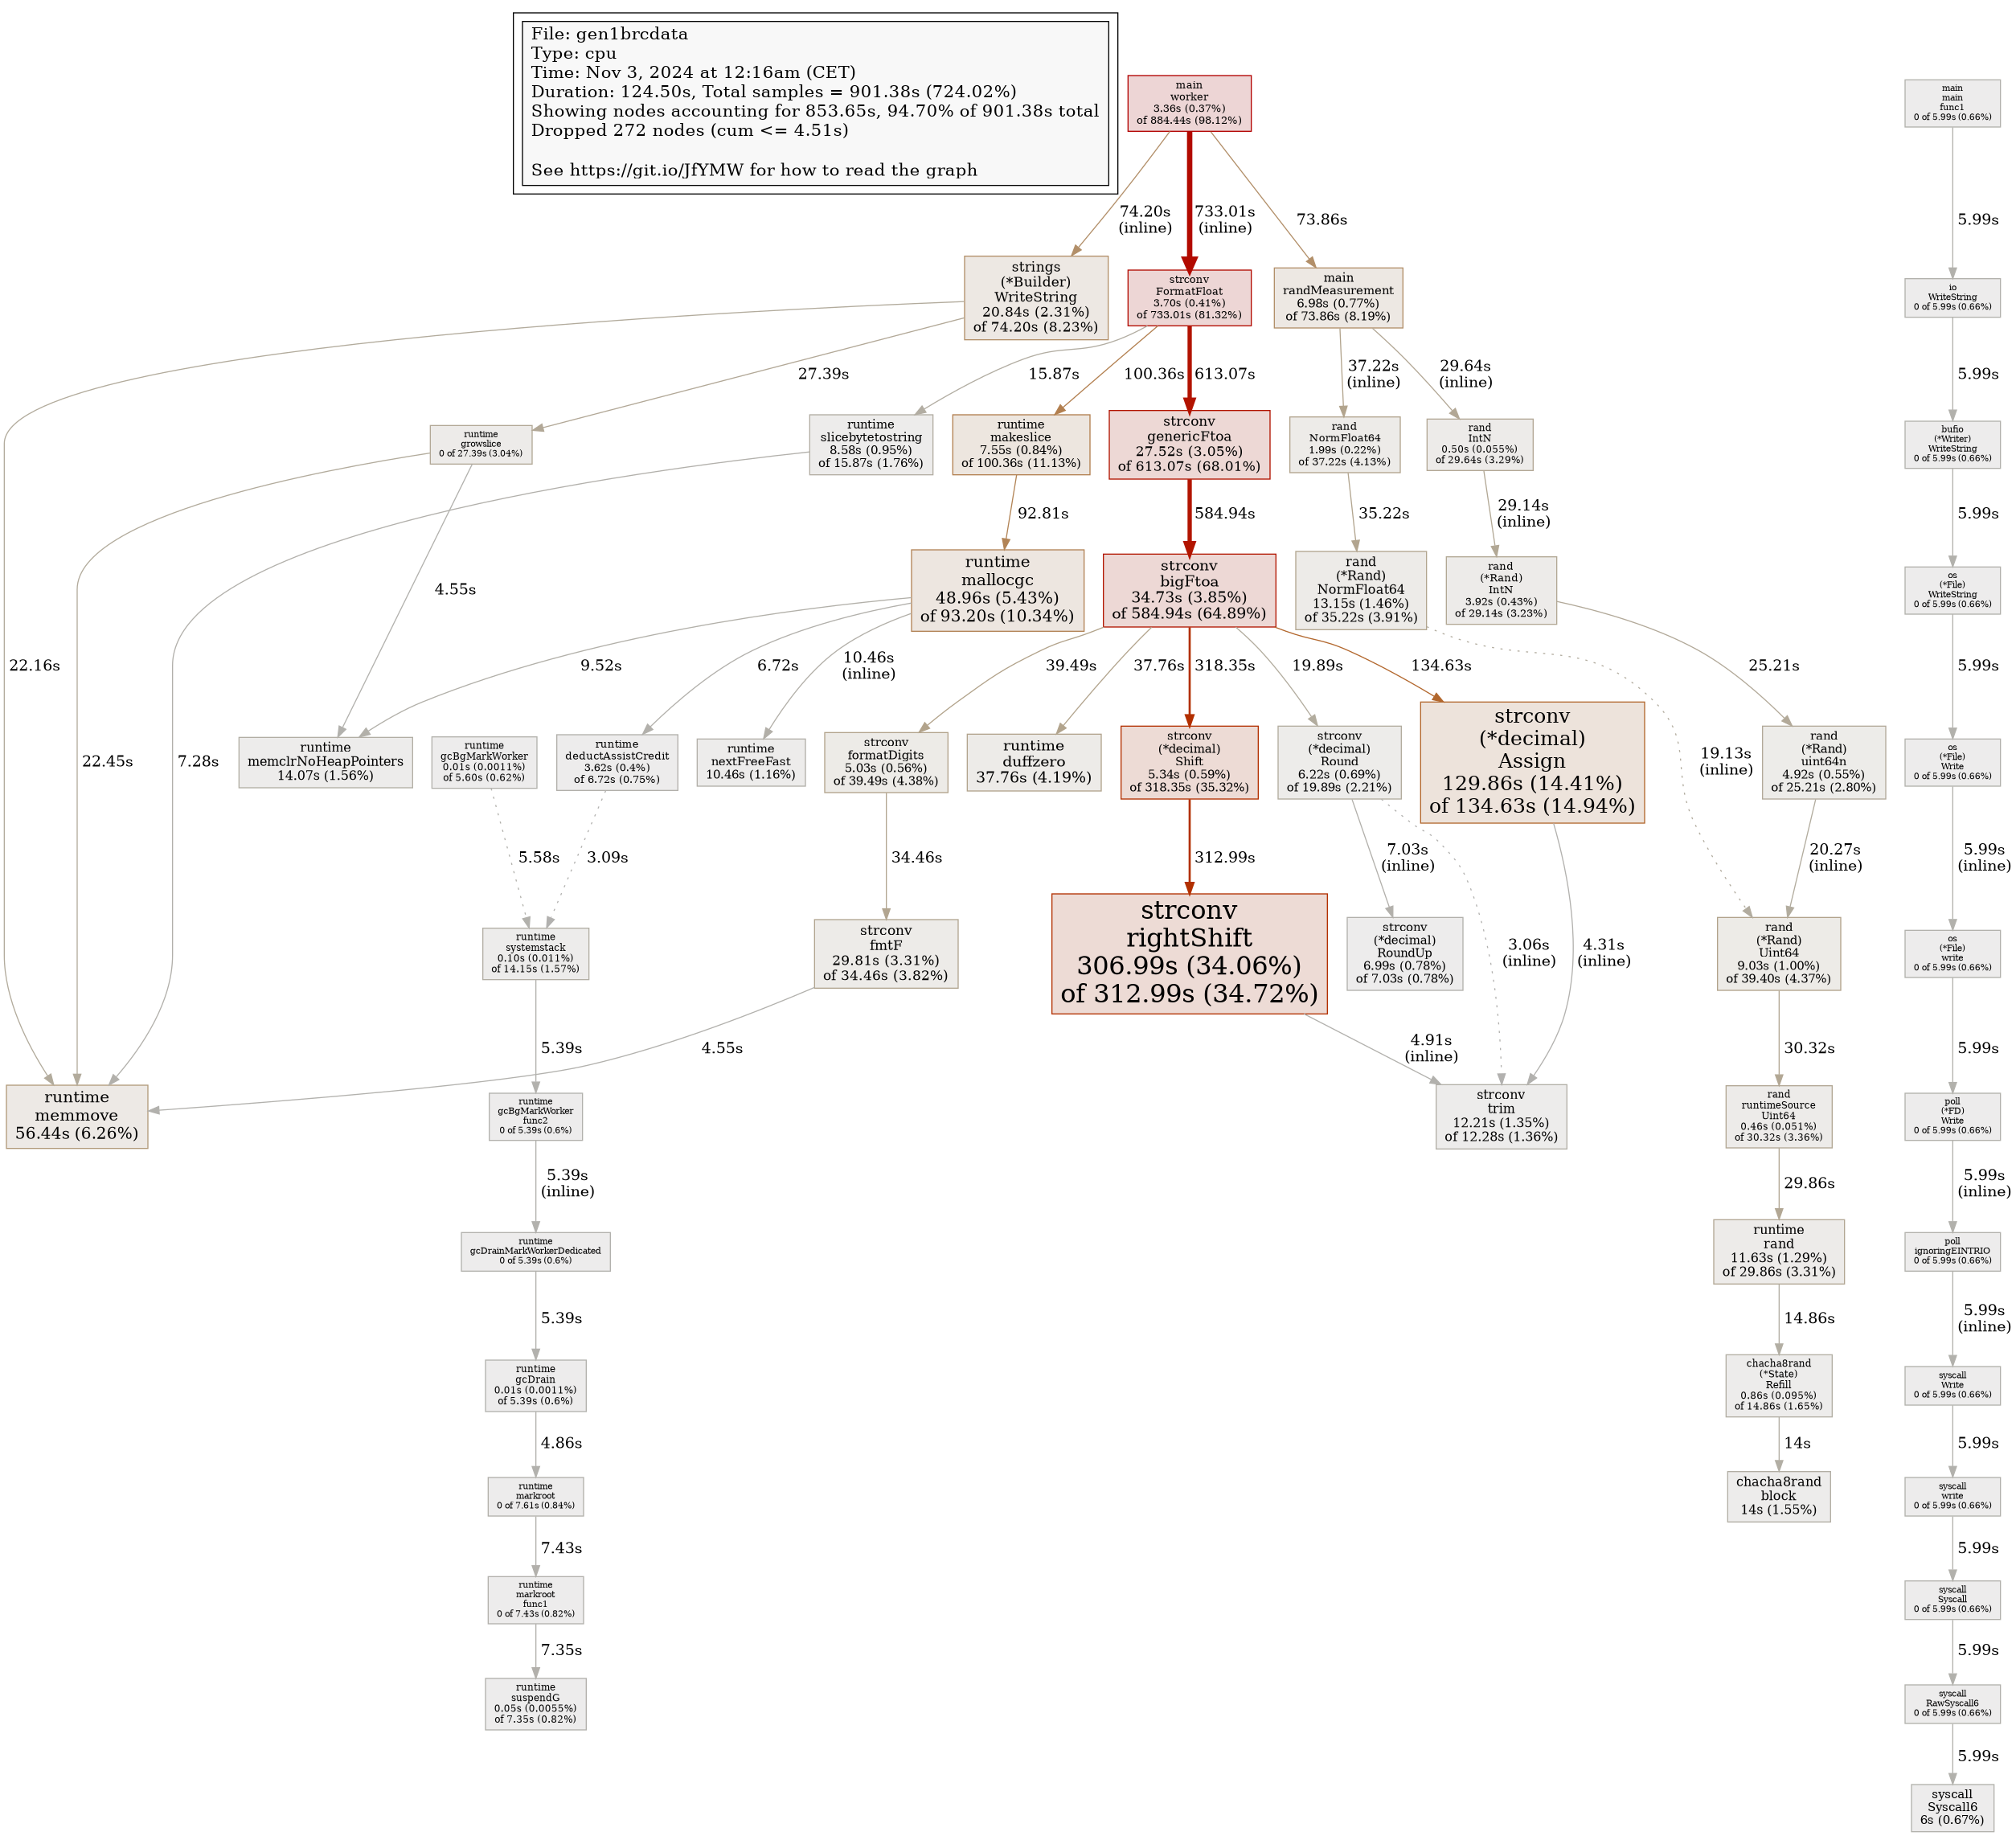 File: gen1brcdata
Type: cpu
Time: Nov 3, 2024 at 12:16am (CET)
Duration: 124.50s, Total samples = 901.38s (724.02%)
Showing nodes accounting for 853.65s, 94.70% of 901.38s total
Dropped 272 nodes (cum <= 4.51s)
See https://git.io/JfYMW for how to read the graph
main
worker
3.36s (0.37%)
of 884.44s (98.12%)
main
main
func1
0 of 5.99s (0.66%)
74.20s
(inline)
733.01s
(inline)
73.86s
5.99s
strings
(*Builder)
WriteString
20.84s (2.31%)
of 74.20s (8.23%)
strconv
FormatFloat
3.70s (0.41%)
of 733.01s (81.32%)
main
randMeasurement
6.98s (0.77%)
of 73.86s (8.19%)
io
WriteString
0 of 5.99s (0.66%)
27.39s
15.87s
100.36s
613.07s
37.22s
(inline)
29.64s
(inline)
5.99s
runtime
growslice
0 of 27.39s (3.04%)
runtime
slicebytetostring
8.58s (0.95%)
of 15.87s (1.76%)
runtime
makeslice
7.55s (0.84%)
of 100.36s (11.13%)
strconv
genericFtoa
27.52s (3.05%)
of 613.07s (68.01%)
rand
NormFloat64
1.99s (0.22%)
of 37.22s (4.13%)
rand
IntN
0.50s (0.055%)
of 29.64s (3.29%)
bufio
(*Writer)
WriteString
0 of 5.99s (0.66%)
92.81s
584.94s
35.22s
29.14s
(inline)
5.99s
4.55s
runtime
mallocgc
48.96s (5.43%)
of 93.20s (10.34%)
strconv
bigFtoa
34.73s (3.85%)
of 584.94s (64.89%)
rand
(*Rand)
NormFloat64
13.15s (1.46%)
of 35.22s (3.91%)
rand
(*Rand)
IntN
3.92s (0.43%)
of 29.14s (3.23%)
os
(*File)
WriteString
0 of 5.99s (0.66%)
22.16s
9.52s
6.72s
10.46s
(inline)
39.49s
37.76s
318.35s
19.89s
134.63s
25.21s
5.99s
22.45s
7.28s
runtime
memclrNoHeapPointers
14.07s (1.56%)
runtime
gcBgMarkWorker
0.01s (0.0011%)
of 5.60s (0.62%)
runtime
deductAssistCredit
3.62s (0.4%)
of 6.72s (0.75%)
runtime
nextFreeFast
10.46s (1.16%)
strconv
formatDigits
5.03s (0.56%)
of 39.49s (4.38%)
runtime
duffzero
37.76s (4.19%)
strconv
(*decimal)
Shift
5.34s (0.59%)
of 318.35s (35.32%)
strconv
(*decimal)
Round
6.22s (0.69%)
of 19.89s (2.21%)
strconv
(*decimal)
Assign
129.86s (14.41%)
of 134.63s (14.94%)
19.13s
(inline)
rand
(*Rand)
uint64n
4.92s (0.55%)
of 25.21s (2.80%)
os
(*File)
Write
0 of 5.99s (0.66%)
5.58s
3.09s
34.46s
312.99s
7.03s
(inline)
20.27s
(inline)
5.99s
(inline)
runtime
systemstack
0.10s (0.011%)
of 14.15s (1.57%)
strconv
fmtF
29.81s (3.31%)
of 34.46s (3.82%)
strconv
rightShift
306.99s (34.06%)
of 312.99s (34.72%)
strconv
(*decimal)
RoundUp
6.99s (0.78%)
of 7.03s (0.78%)
3.06s
(inline)
4.31s
(inline)
rand
(*Rand)
Uint64
9.03s (1.00%)
of 39.40s (4.37%)
os
(*File)
write
0 of 5.99s (0.66%)
5.39s
4.55s
4.91s
(inline)
30.32s
5.99s
runtime
memmove
56.44s (6.26%)
runtime
gcBgMarkWorker
func2
0 of 5.39s (0.6%)
strconv
trim
12.21s (1.35%)
of 12.28s (1.36%)
rand
runtimeSource
Uint64
0.46s (0.051%)
of 30.32s (3.36%)
poll
(*FD)
Write
0 of 5.99s (0.66%)
5.39s
(inline)
29.86s
5.99s
(inline)
runtime
gcDrainMarkWorkerDedicated
0 of 5.39s (0.6%)
runtime
rand
11.63s (1.29%)
of 29.86s (3.31%)
poll
ignoringEINTRIO
0 of 5.99s (0.66%)
5.39s
14.86s
5.99s
(inline)
runtime
gcDrain
0.01s (0.0011%)
of 5.39s (0.6%)
chacha8rand
(*State)
Refill
0.86s (0.095%)
of 14.86s (1.65%)
syscall
Write
0 of 5.99s (0.66%)
4.86s
14s
5.99s
runtime
markroot
0 of 7.61s (0.84%)
chacha8rand
block
14s (1.55%)
syscall
write
0 of 5.99s (0.66%)
7.43s
5.99s
runtime
markroot
func1
0 of 7.43s (0.82%)
syscall
Syscall
0 of 5.99s (0.66%)
7.35s
5.99s
runtime
suspendG
0.05s (0.0055%)
of 7.35s (0.82%)
syscall
RawSyscall6
0 of 5.99s (0.66%)
5.99s
syscall
Syscall6
6s (0.67%)